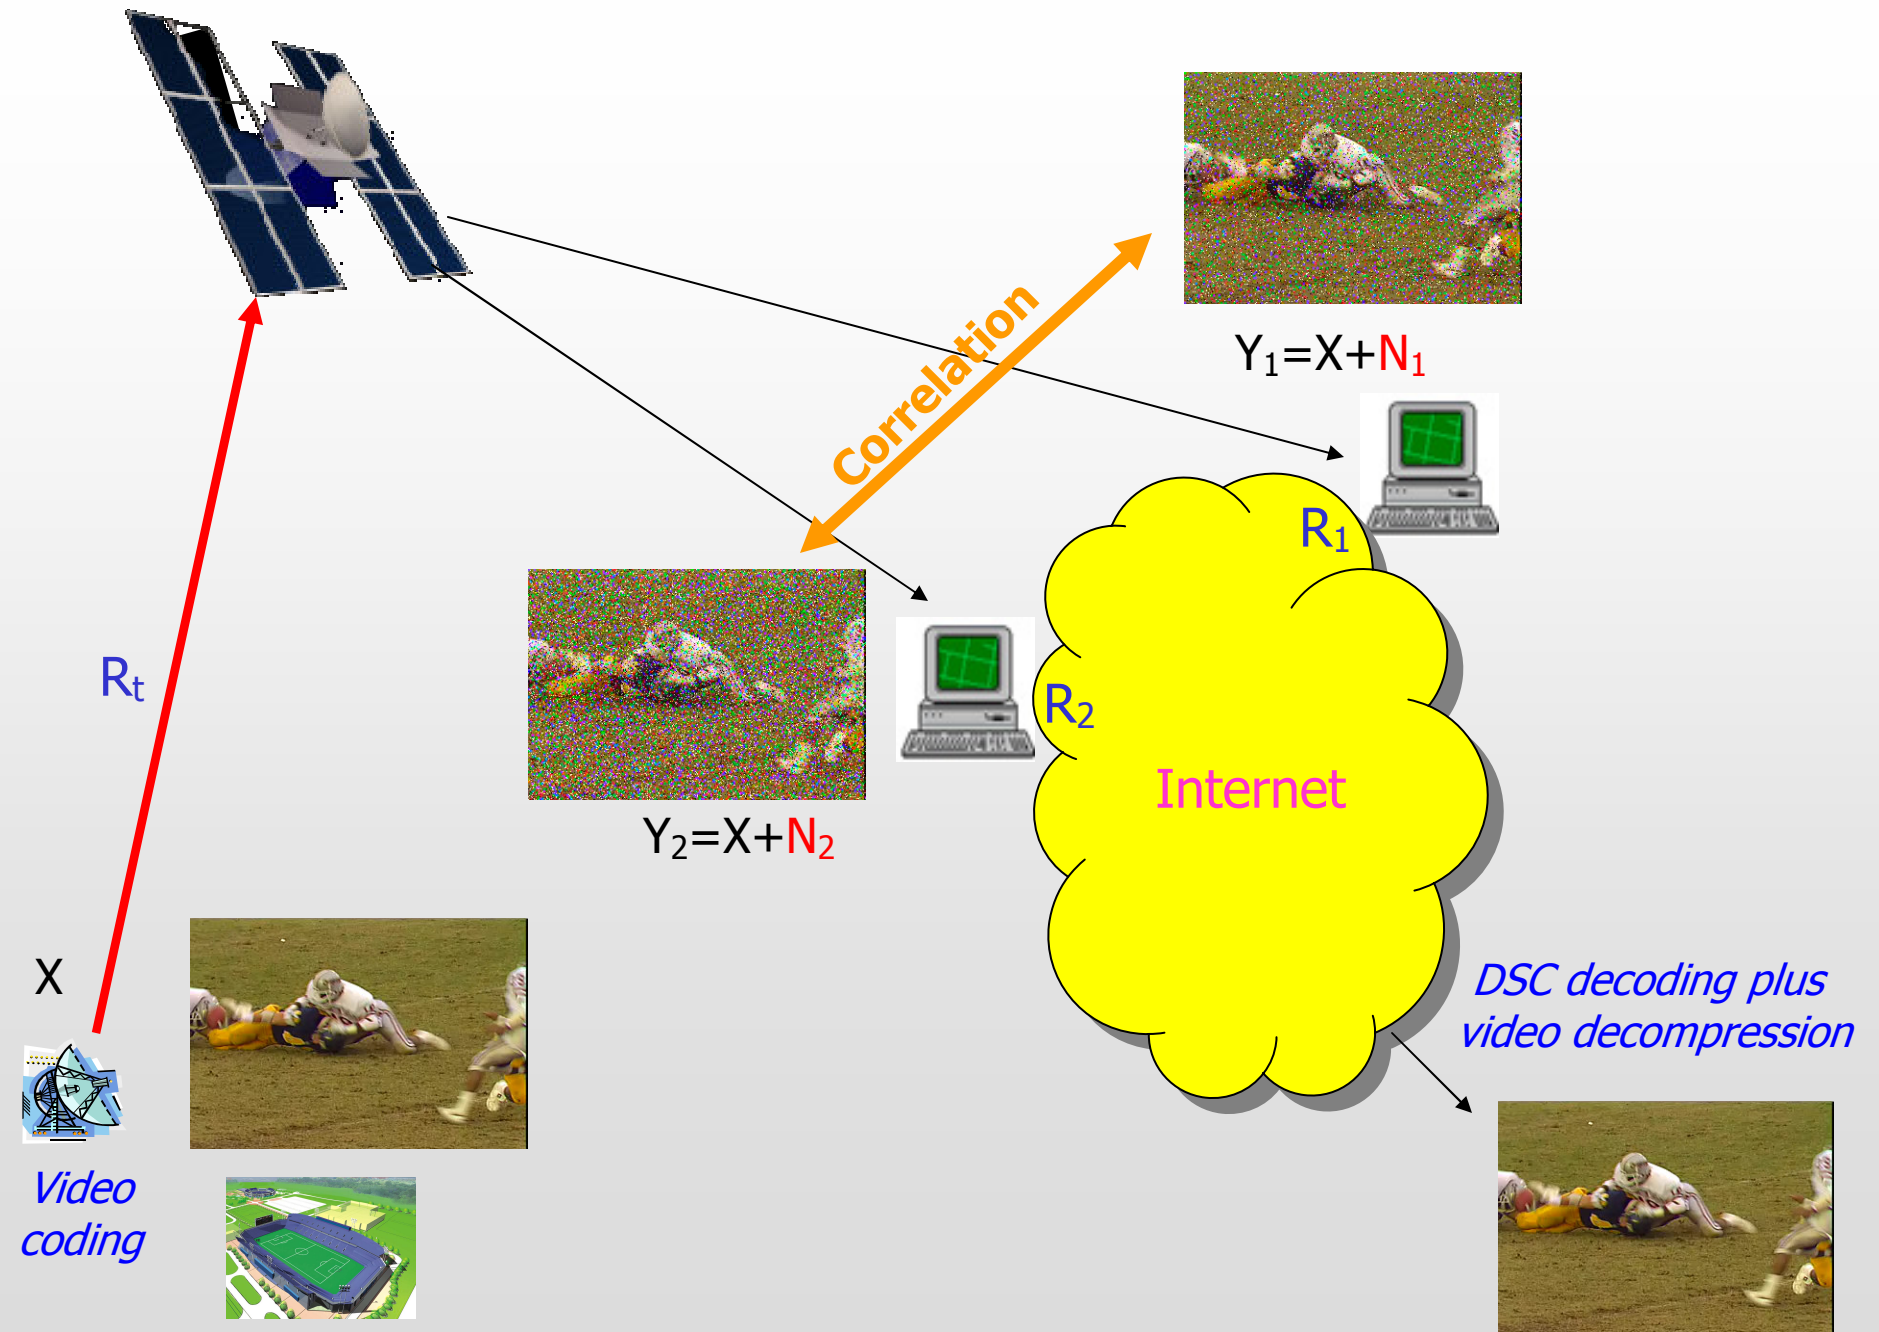 Y₁=X+N₁
Correlation
R₁
Rₜ
R₂
Internet
Y₂=X+N₂
X
DSC decoding plus
video decompression
Video
coding